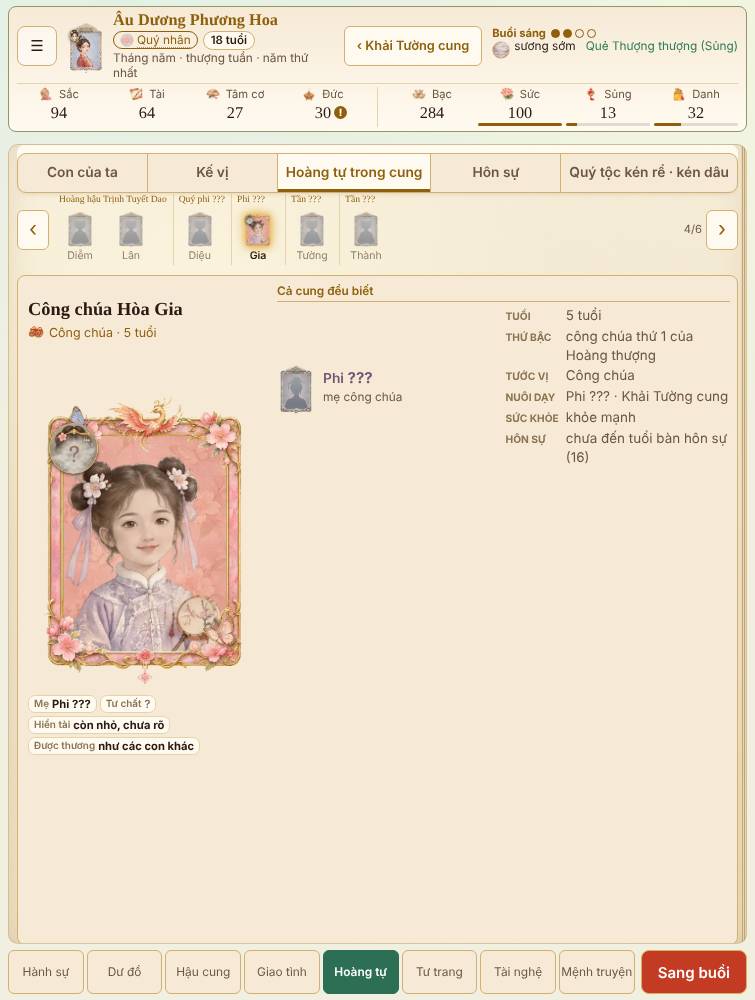 ☰
Âu Dương Phương Hoa
Quý nhân 18 tuổi
Tháng năm · thượng tuần · năm thứ nhất
‹ Khải Tường cung
Buổi sáng
sương sớm Quẻ Thượng thượng (Sủng)
Sắc Tài Tâm cơ Đức Bạc Sức Sủng Danh
94 64 27 30 ! 284 100 13 32
Con của ta Kế vị Hoàng tự trong cung Hôn sự Quý tộc kén rể · kén dâu
Hoàng hậu Trịnh Tuyết Dao Quý phi ??? Phi ??? Tần ??? Tần ???
‹ 4/6 ›
Diễm Lân Diệu Gia Tường Thành
Công chúa Hòa Gia
Công chúa · 5 tuổi
?
Mẹ Phi ??? Tư chất ?
Hiển tài còn nhỏ, chưa rõ
Được thương như các con khác
Cả cung đều biết
Phi ???
mẹ công chúa
TUỔI 5 tuổi
THỨ BẬC công chúa thứ 1 của
Hoàng thượng
TƯỚC VỊ Công chúa
NUÔI DẠY Phi ??? · Khải Tường cung
SỨC KHỎE khỏe mạnh
HÔN SỰ chưa đến tuổi bàn hôn sự
(16)
Hành sự Dư đồ Hậu cung Giao tình Hoàng tự Tư trang Tài nghệ Mệnh truyện Sang buổi